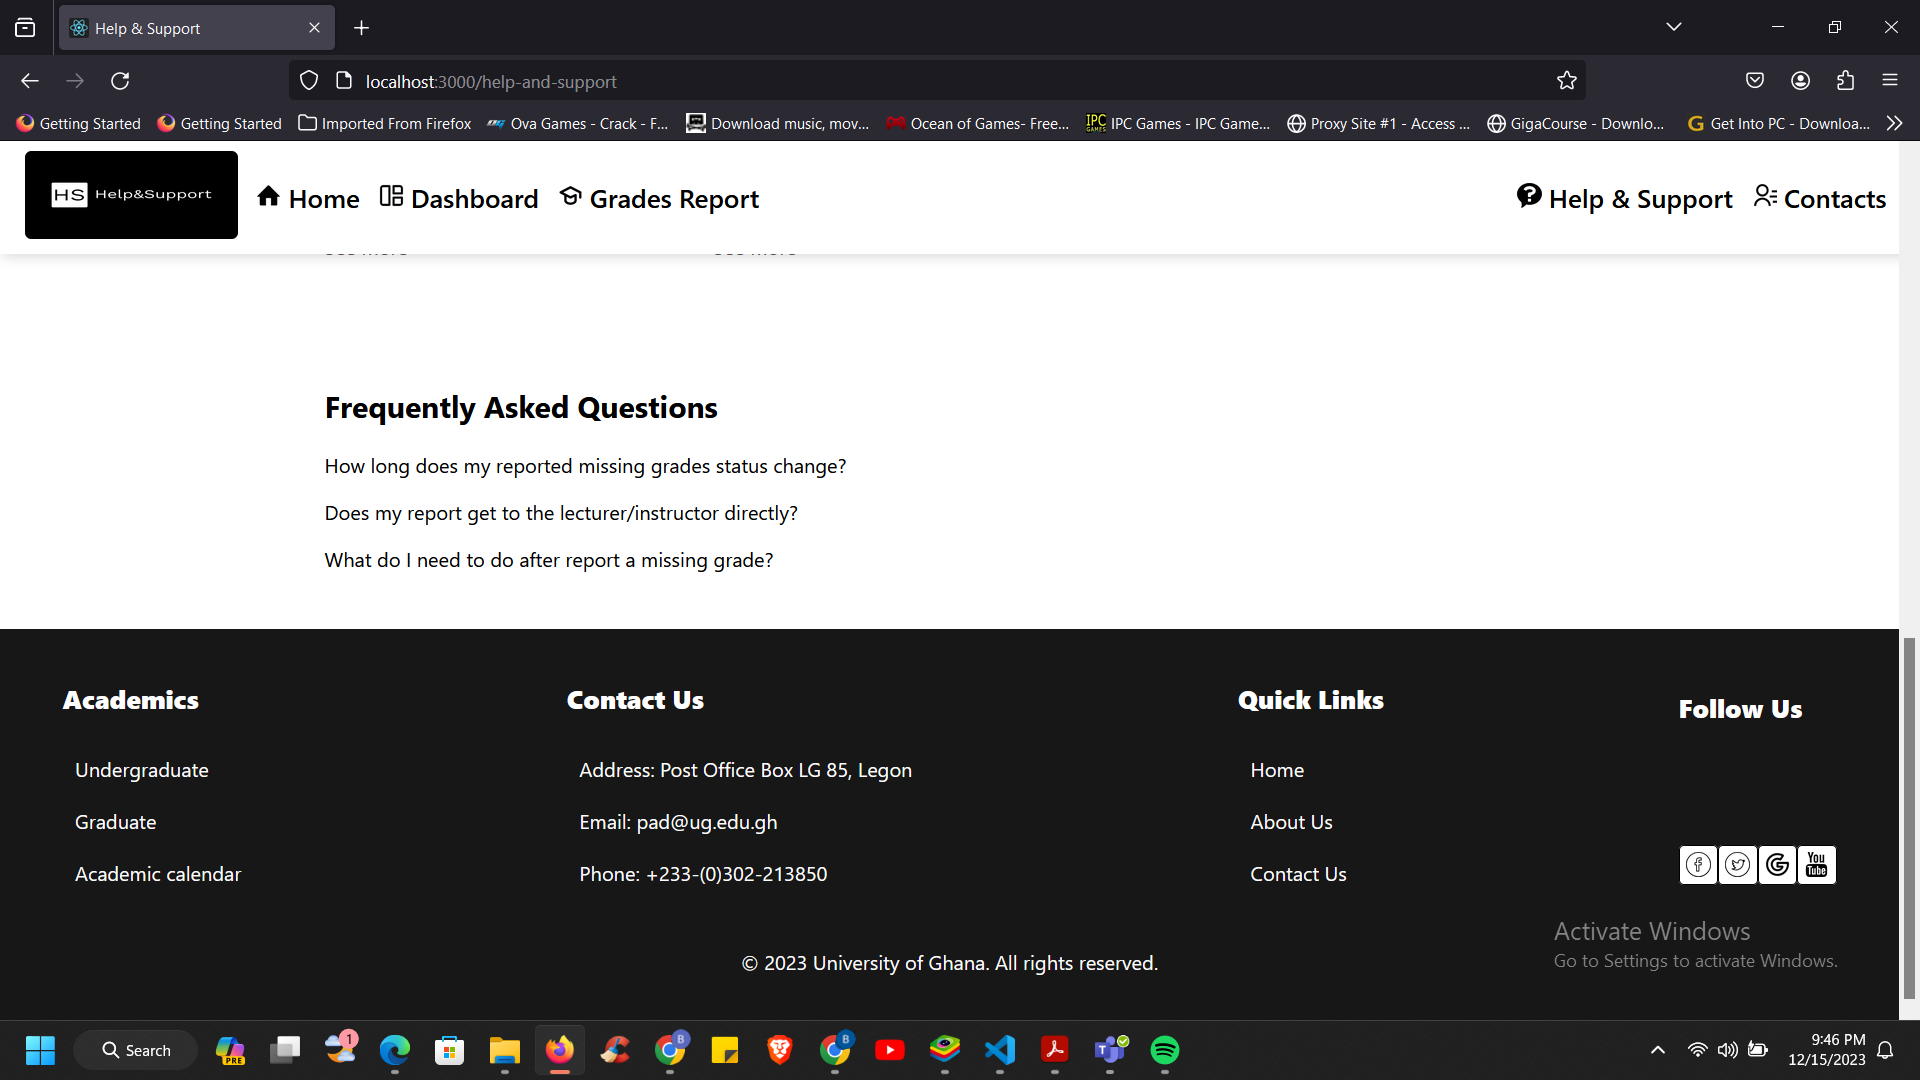 Help & Support
localhost:3000/help-and-support
Getting Started
Getting Started
Imported From Firefox
Ova Games - Crack - F...
Download music, mov...
Ocean of Games- Free...
IPC Games - IPC Game...
Proxy Site #1 - Access ...
GigaCourse - Downlo...
Get Into PC - Downloa...
HS Help&Support
Home
Dashboard
Grades Report
Help & Support
Contacts
Frequently Asked Questions
How long does my reported missing grades status change?
Does my report get to the lecturer/instructor directly?
What do I need to do after report a missing grade?
Academics
Undergraduate
Graduate
Academic calendar
Contact Us
Address: Post Office Box LG 85, Legon
Email: pad@ug.edu.gh
Phone: +233-(0)302-213850
Quick Links
Home
About Us
Contact Us
Follow Us
You
Tube
Activate Windows
Go to Settings to activate Windows.
© 2023 University of Ghana. All rights reserved.
Search
PRE
1
B
B
9:46 PM
12/15/2023